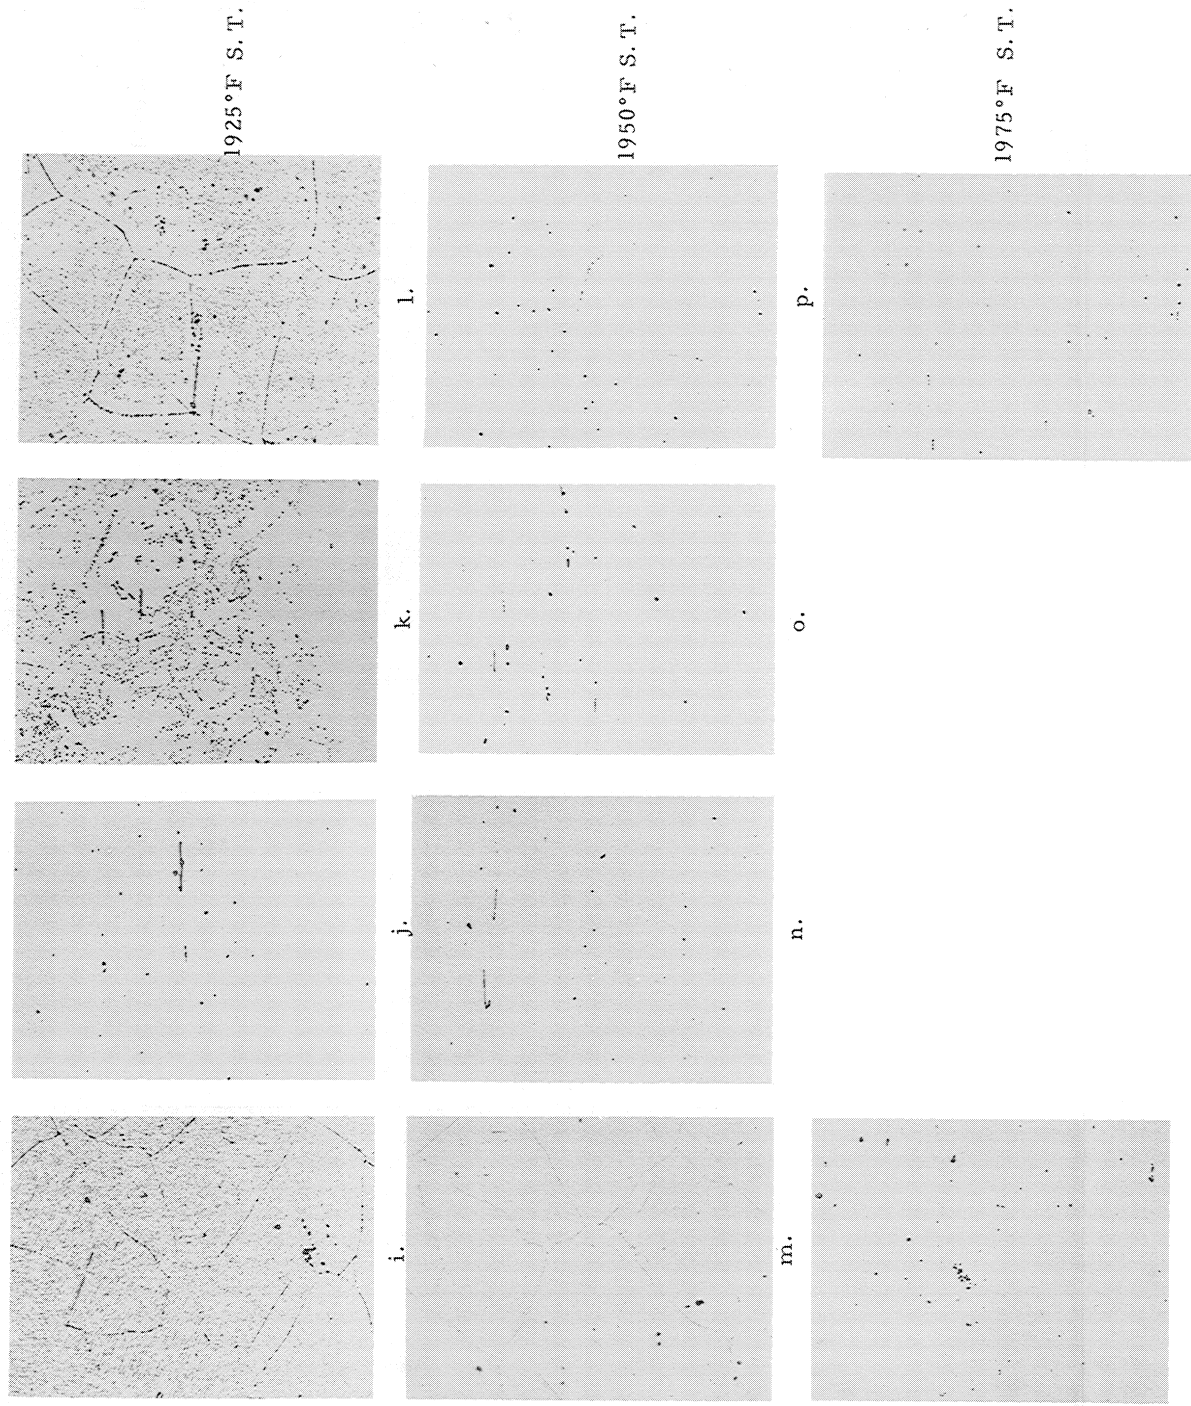 1925°F S. T.
i. j. k. l.
1950°F S. T.
m. n. o. p.
1975°F S. T.